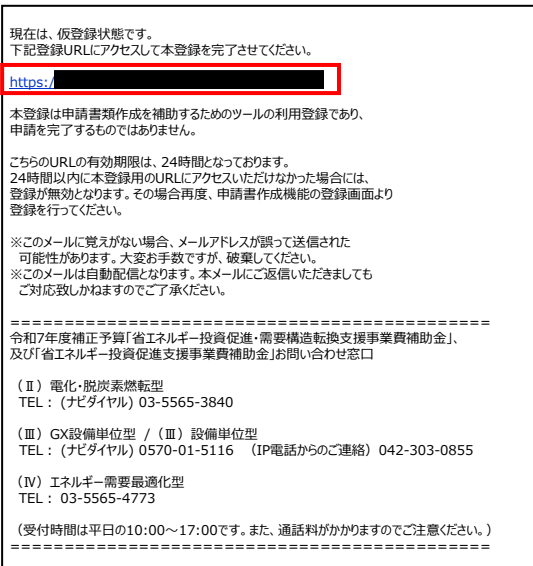 現在は、仮登録状態です。
下記登録URLにアクセスして本登録を完了させてください。
https:/
本登録は申請書類作成を補助するためのツールの利用登録であり、
申請を完了するものではありません。
こちらのURLの有効期限は、24時間となっております。
24時間以内に本登録用のURLにアクセスいただけなかった場合には、
登録が無効となります。その場合再度、申請書作成機能の登録画面より
登録を行ってください。
※このメールに覚えがない場合、メールアドレスが誤って送信された
可能性があります。大変お手数ですが、破棄してください。
※このメールは自動配信となります。本メールにご返信いただきましても
ご対応致しかねますのでご了承ください。
=================================================
令和7年度補正予算「省エネルギー投資促進・需要構造転換支援事業費補助金」、
及び「省エネルギー投資促進支援事業費補助金」お問い合わせ窓口
（Ⅱ）電化・脱炭素燃転型
TEL：(ナビダイヤル) 03-5565-3840
（Ⅲ）GX設備単位型 /（Ⅲ）設備単位型
TEL：(ナビダイヤル) 0570-01-5116 （IP電話からのご連絡）042-303-0855
（Ⅳ）エネルギー需要最適化型
TEL：03-5565-4773
（受付時間は平日の10:00～17:00です。また、通話料がかかりますのでご注意ください。）
=================================================